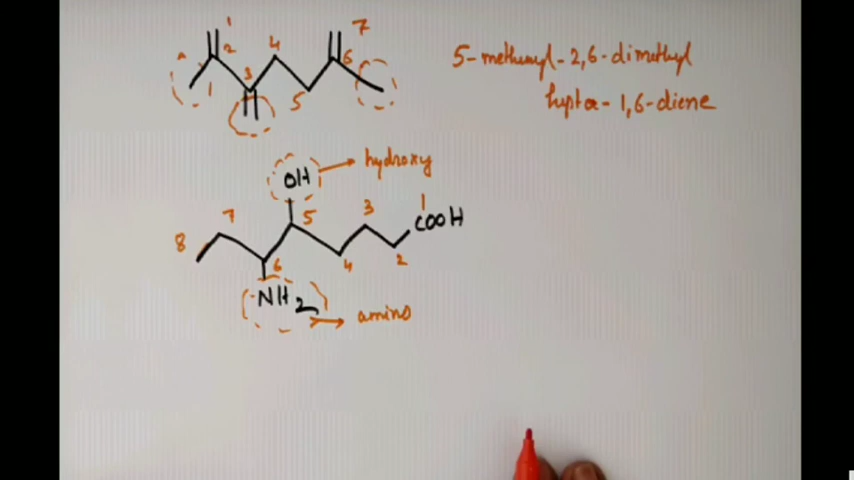 1
2
3
4
5
6
7
1
5-methenyl-2,6-dimethyl
hepta-1,6-diene
OH
hydroxy
8
7
6
5
4
3
2
1
COOH
NH2
amino